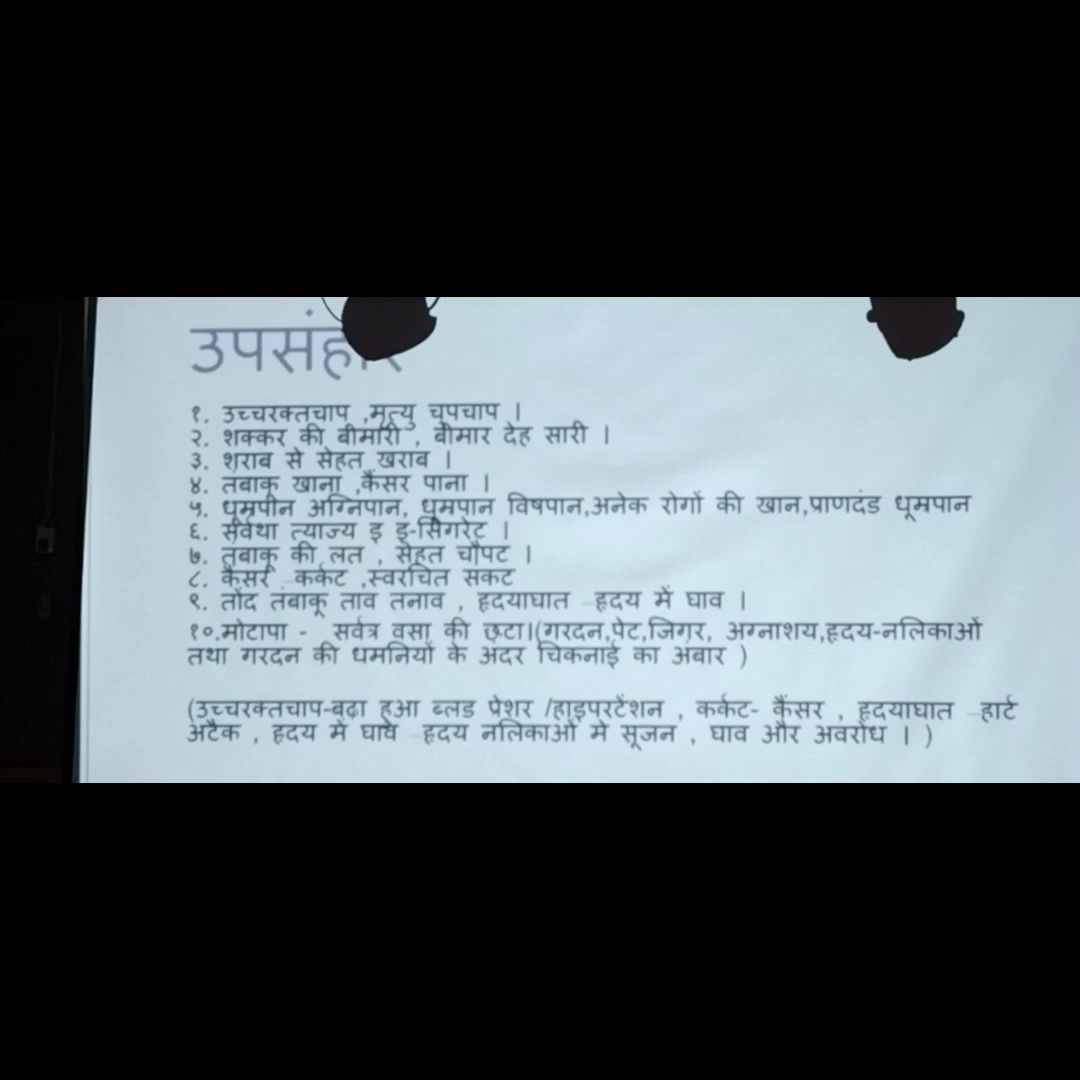 उपसंहार
१. उच्चरक्तचाप ,मृत्यु चुपचाप ।
२. शक्कर की बीमारी , बीमार देह सारी ।
३. शराब से सेहत खराब ।
४. तंबाकू खाना ,कैंसर पाना ।
५. धूम्रपान अग्निपान, धूम्रपान विषपान,अनेक रोगों की खान,प्राणदंड धूम्रपान
६. सर्वथा त्याज्य इ इ-सिगरेट ।
७. तंबाकू की लत , सेहत चौपट ।
८. कैंसर – कर्कट ,स्वरचित संकट
९. तोंद तंबाकू ताव तनाव , हृदयाघात –हृदय में घाव ।
१०.मोटापा - सर्वत्र वसा की छटा।(गरदन,पेट,जिगर, अग्नाशय,हृदय-नलिकाओं
तथा गरदन की धमनियों के अंदर चिकनाई का अंबार )
(उच्चरक्तचाप-बढ़ा हुआ ब्लड प्रेशर /हाइपरटेंशन , कर्कट- कैंसर , हृदयाघात –हार्ट
अटैक , हृदय में घाव –हृदय नलिकाओं में सूजन , घाव और अवरोध । )